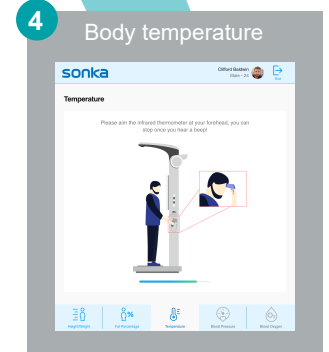 4
Body temperature
sonka
Clifford Baldwin
Exit
Temperature
Please aim the infrared thermometer at your forehead, you can
stop once you hear a beep!
Height/Weight
Fat Percentage
Temperature
Blood Pressure
Blood Oxygen